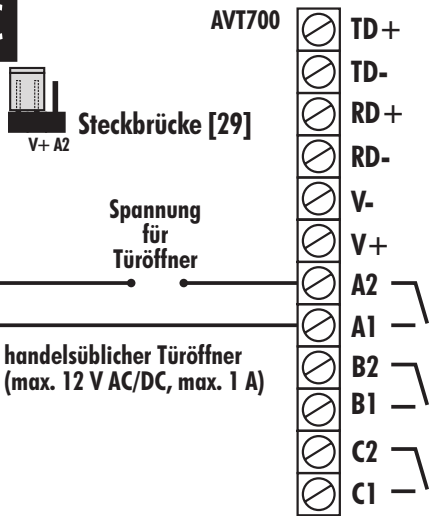 AVT700
TD+
TD-
RD+
RD-
V-
V+
A2
A1
B2
B1
C2
C1
V+ A2
Steckbrücke [29]
Spannung
für
Türöffner
handelsüblicher Türöffner
(max. 12 V AC/DC, max. 1 A)